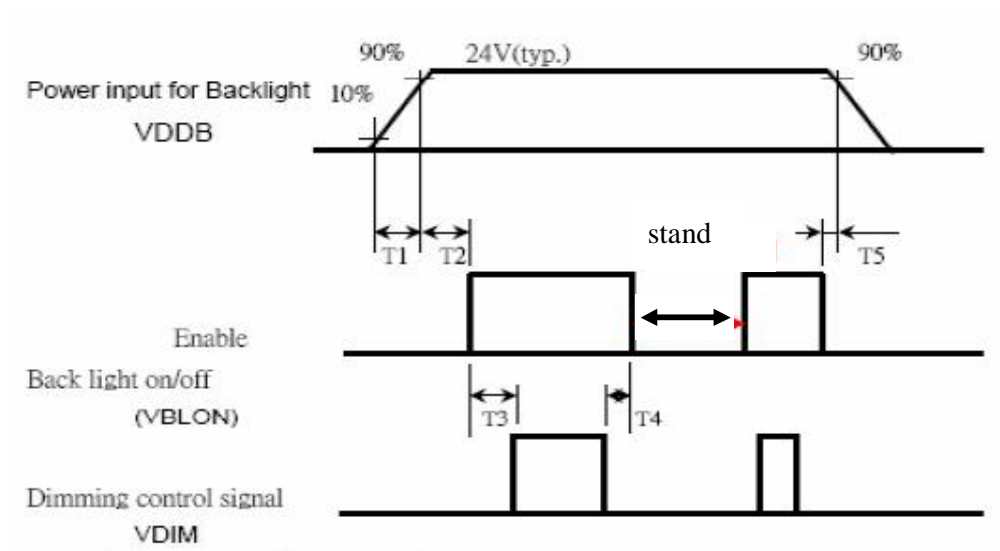 90% 24V(typ.) 90%
Power input for Backlight 10%
VDDB
stand
T1 T2 T5
Enable
Back light on/off
(VBLON) T3 T4
Dimming control signal
VDIM